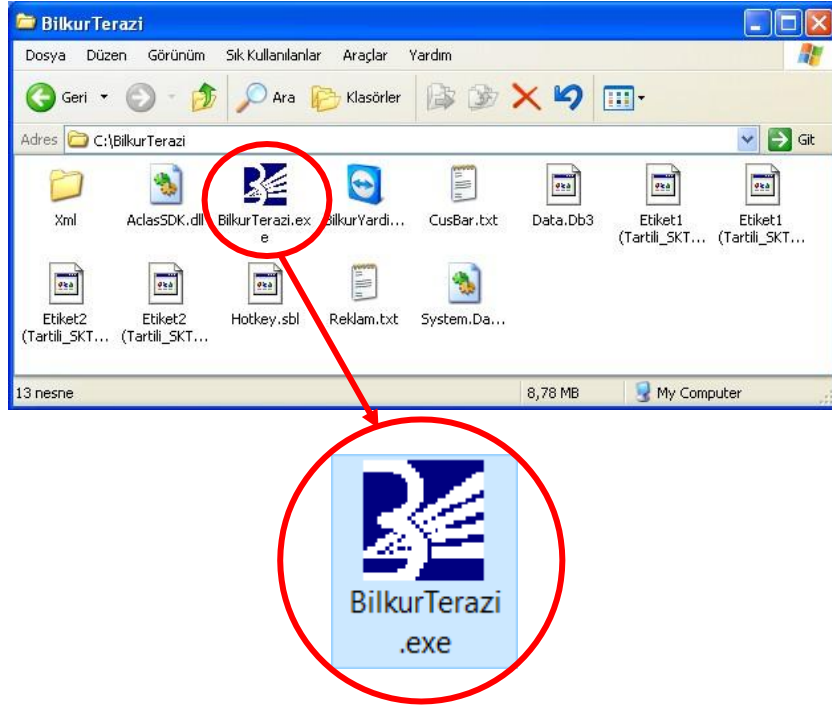 BilkurTerazi
Dosya Düzen Görünüm Sık Kullanılanlar Araçlar Yardım
Geri Ara Klasörler
Adres C:\BilkurTerazi Git
Xml AclasSDK.dll BilkurTerazi.ex BilkurYardi... CusBar.txt Data.Db3 Etiket1 Etiket1
e (Tartili_SKT... (Tartili_SKT...
Etiket2 Etiket2 Hotkey.sbl Reklam.txt System.Da...
(Tartili_SKT... (Tartili_SKT...
13 nesne 8,78 MB My Computer
BilkurTerazi
.exe